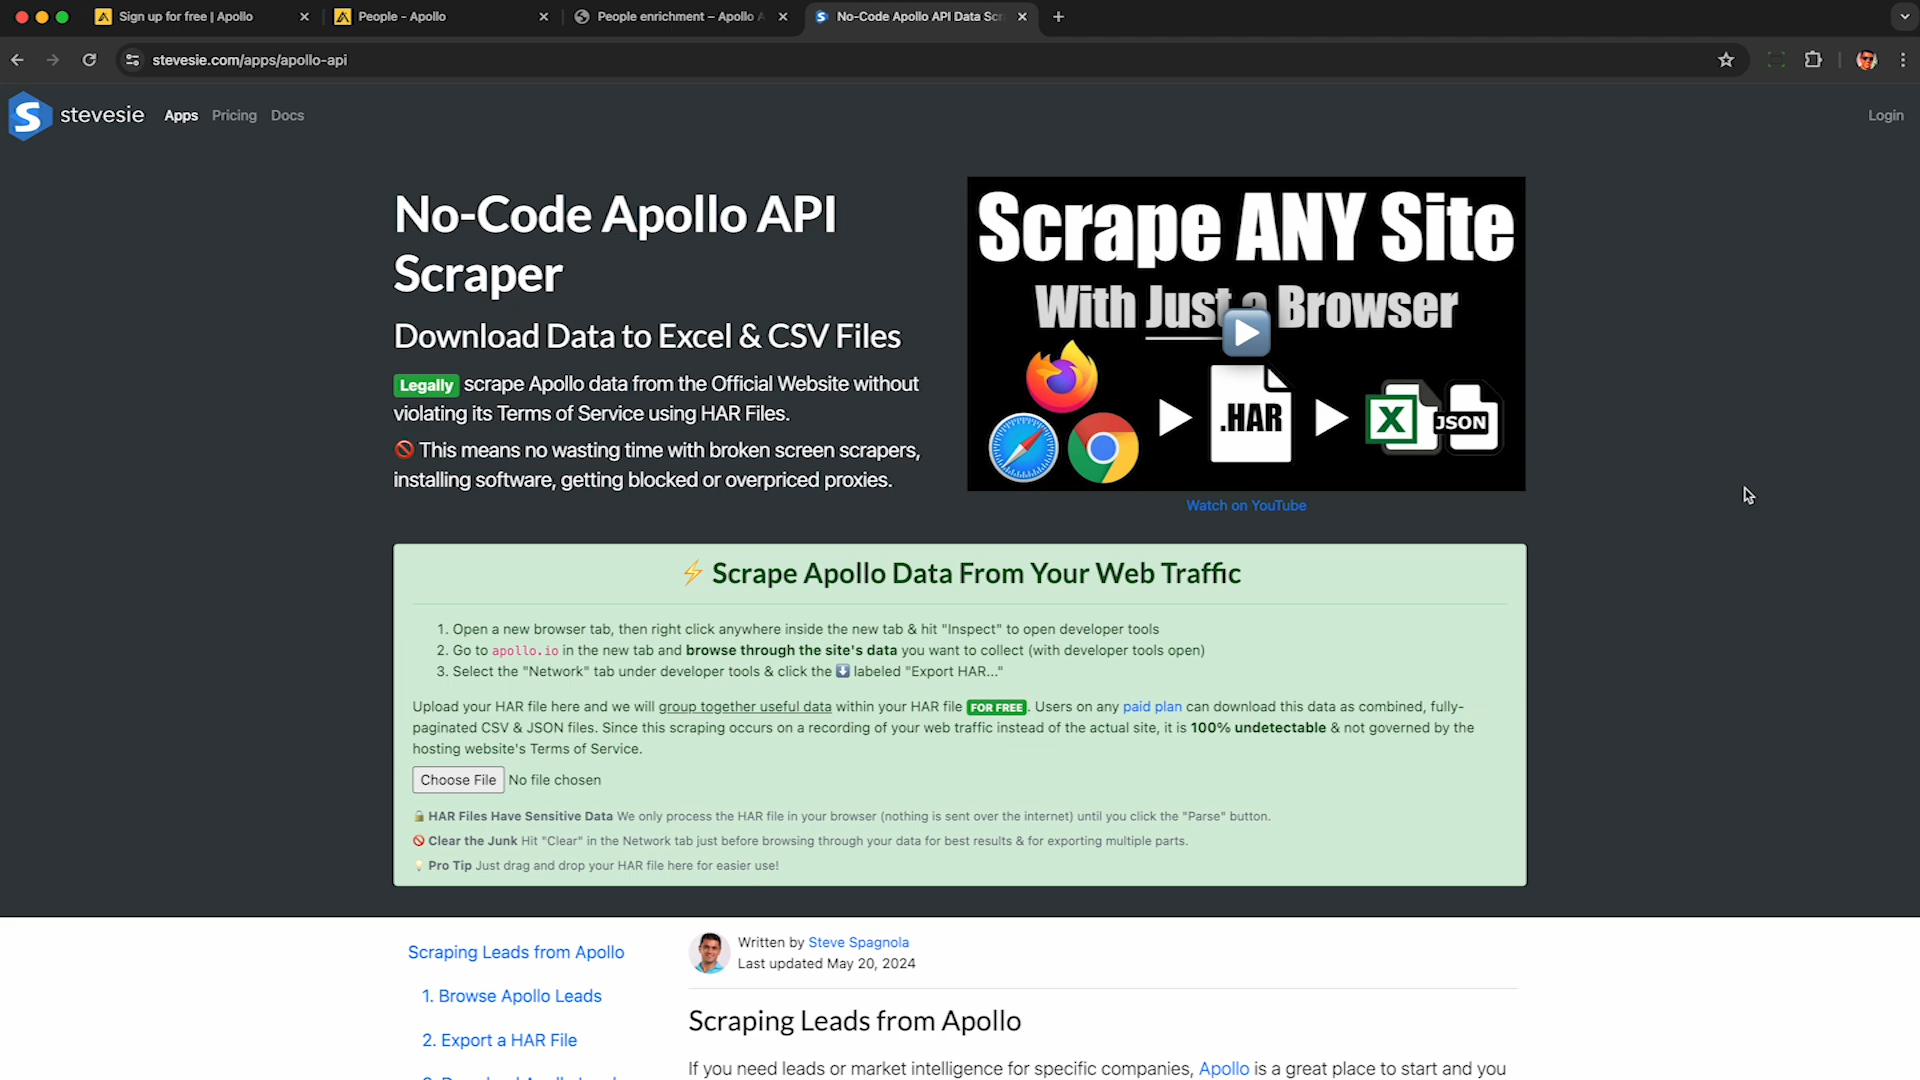 Sign up for free | Apollo
People - Apollo
People enrichment – Apollo A
No-Code Apollo API Data Scr
stevesie.com/apps/apollo-api
stevesie Apps Pricing Docs Login
No-Code Apollo API
Scraper
Download Data to Excel & CSV Files
Legally scrape Apollo data from the Official Website without
violating its Terms of Service using HAR Files.
🚫 This means no wasting time with broken screen scrapers,
installing software, getting blocked or overpriced proxies.
Scrape ANY Site
With Just a Browser
.HAR
X
JSON
Watch on YouTube
⚡ Scrape Apollo Data From Your Web Traffic
1. Open a new browser tab, then right click anywhere inside the new tab & hit "Inspect" to open developer tools
2. Go to apollo.io in the new tab and browse through the site's data you want to collect (with developer tools open)
3. Select the "Network" tab under developer tools & click the ⬇️ labeled "Export HAR..."
Upload your HAR file here and we will group together useful data within your HAR file FOR FREE. Users on any paid plan can download this data as combined, fully-
paginated CSV & JSON files. Since this scraping occurs on a recording of your web traffic instead of the actual site, it is 100% undetectable & not governed by the
hosting website's Terms of Service.
Choose File No file chosen
🔒 HAR Files Have Sensitive Data We only process the HAR file in your browser (nothing is sent over the internet) until you click the "Parse" button.
🚫 Clear the Junk Hit "Clear" in the Network tab just before browsing through your data for best results & for exporting multiple parts.
💡 Pro Tip Just drag and drop your HAR file here for easier use!
Scraping Leads from Apollo
1. Browse Apollo Leads
2. Export a HAR File
Written by Steve Spagnola
Last updated May 20, 2024
Scraping Leads from Apollo
If you need leads or market intelligence for specific companies, Apollo is a great place to start and you